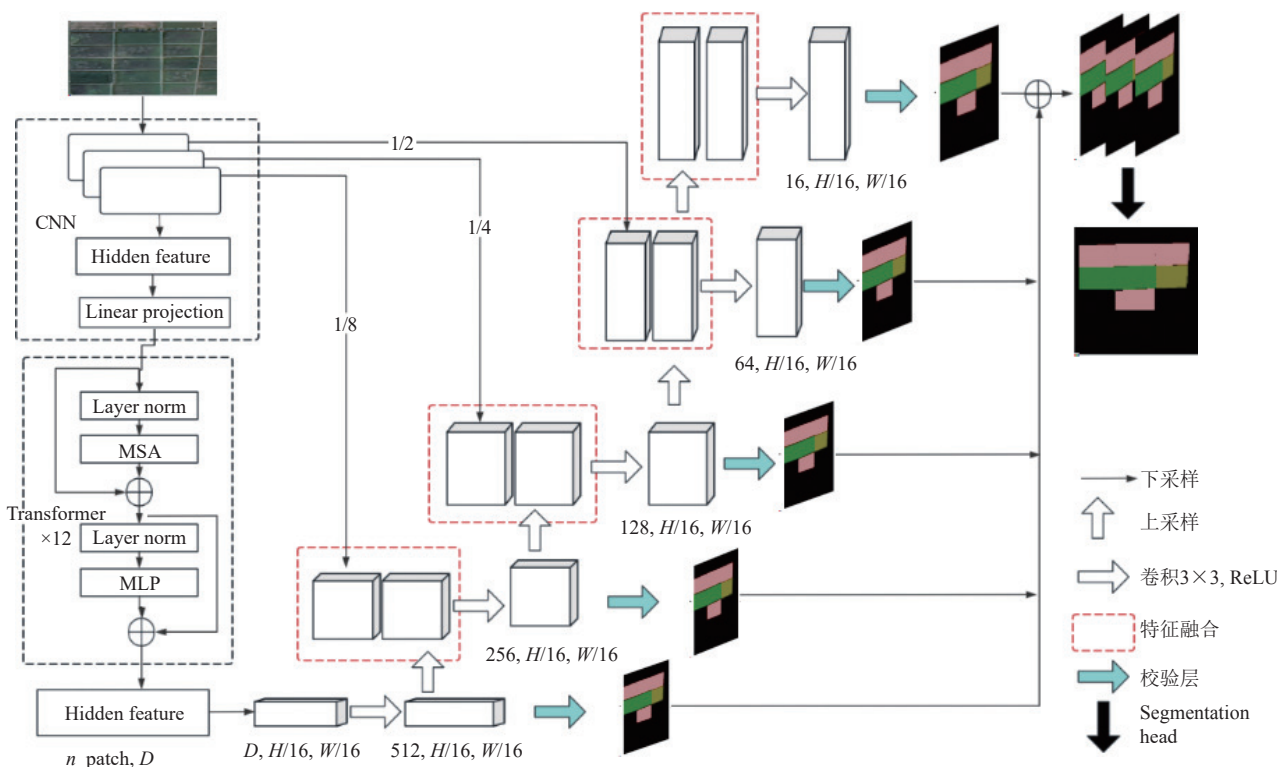 1/2
1/4
1/8
CNN
Hidden feature
Linear projection
Layer norm
MSA
Transformer
×12
Layer norm
MLP
Hidden feature
n_patch, D
D, H/16, W/16
512, H/16, W/16
256, H/16, W/16
128, H/16, W/16
64, H/16, W/16
16, H/16, W/16
下采样
上采样
卷积3×3, ReLU
特征融合
校验层
Segmentation
head